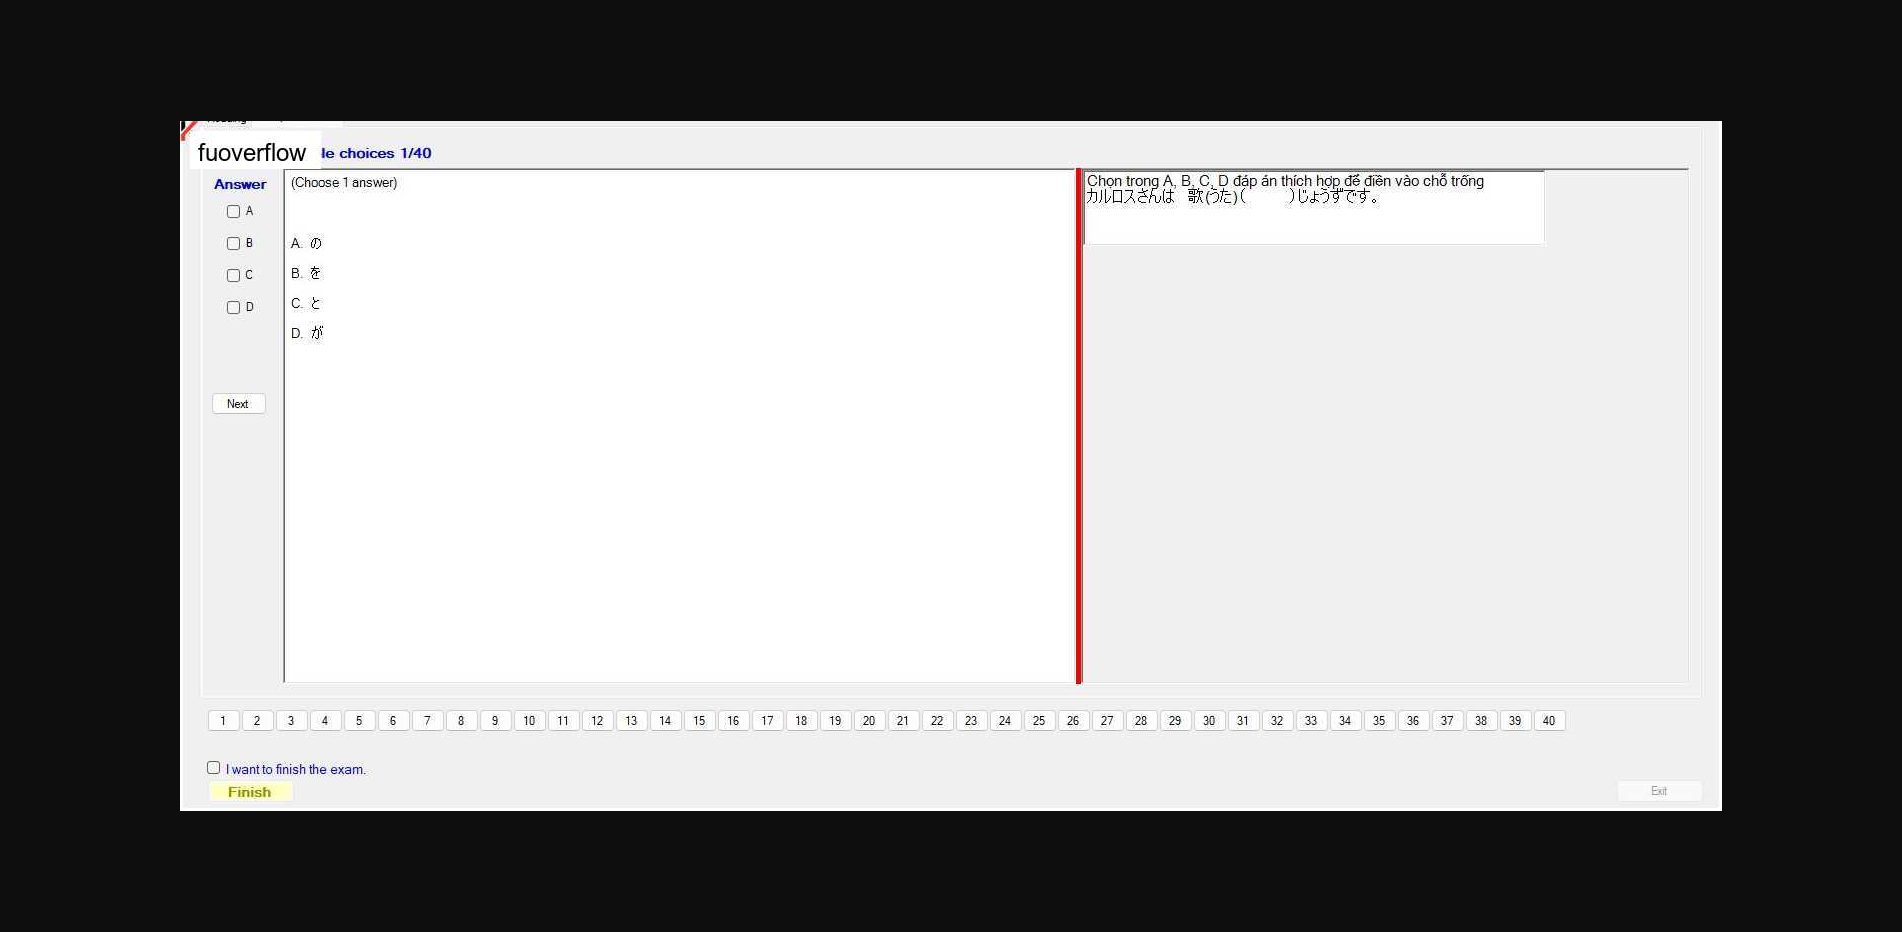 fuoverflow
le choices 1/40
Answer
(Choose 1 answer)
A
B
C
D
A. の
B. を
C. と
D. が
Next
Chọn trong A, B, C, D đáp án thích hợp để điền vào chỗ trống
カルロスさんは 歌(うた)( )じょうずです。
1 2 3 4 5 6 7 8 9 10 11 12 13 14 15 16 17 18 19 20 21 22 23 24 25 26 27 28 29 30 31 32 33 34 35 36 37 38 39 40
I want to finish the exam.
Finish
Exit